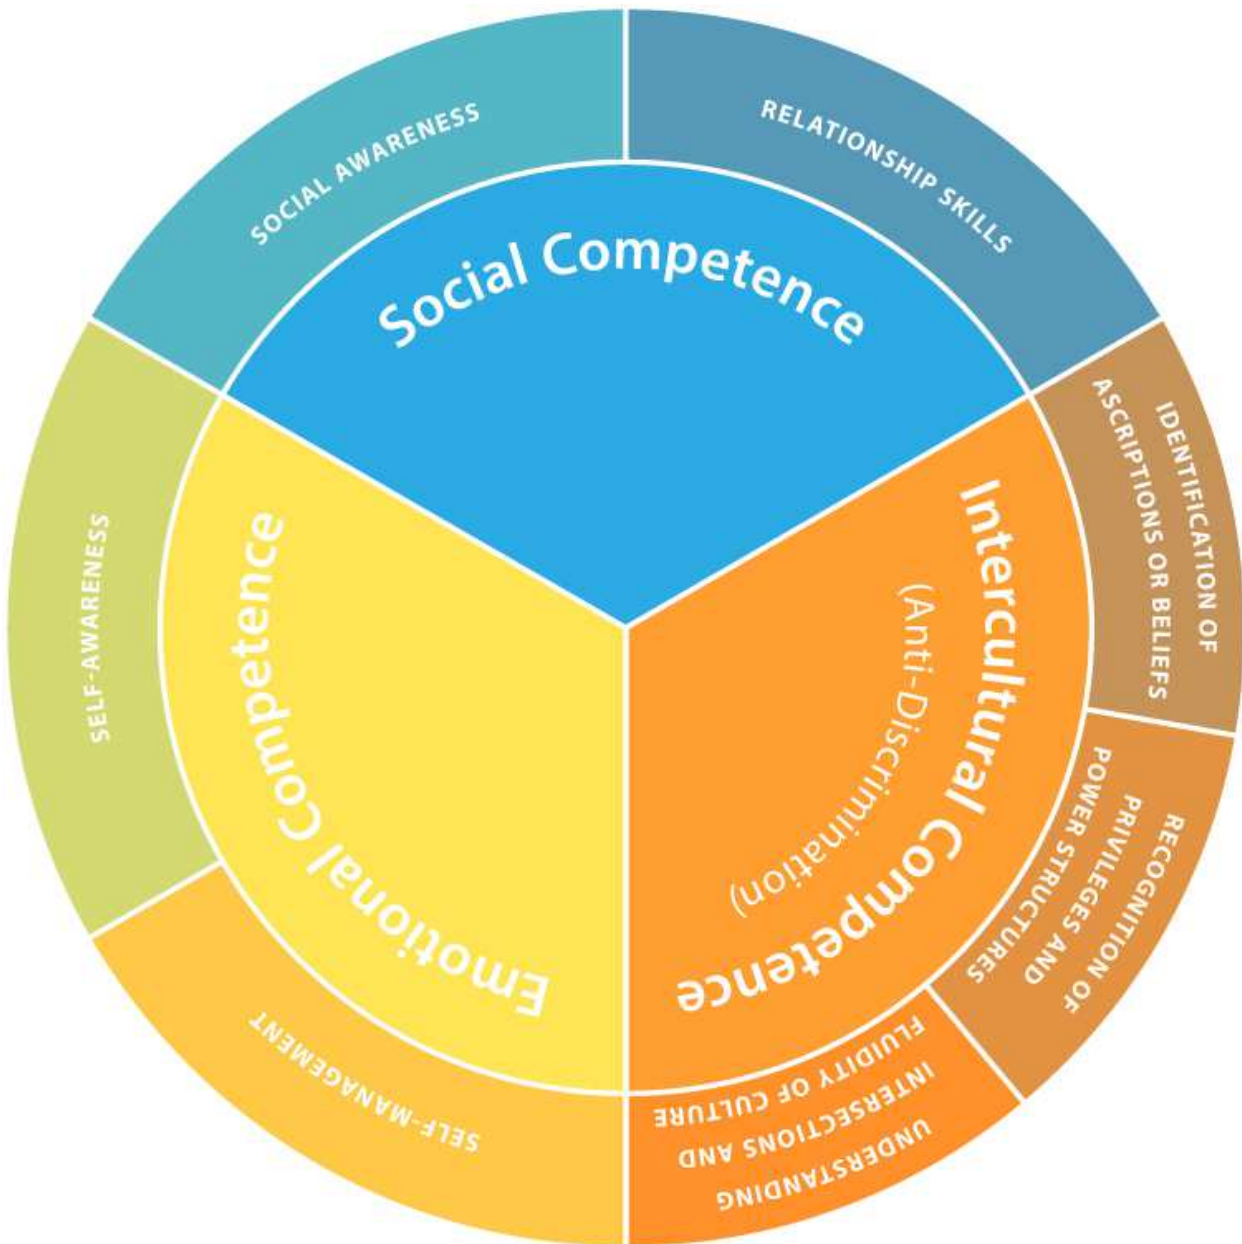 SOCIAL AWARENESS
RELATIONSHIP SKILLS
Social Competence
IDENTIFICATION OF
ASCRIPTIONS OR BELIEFS
Intercultural Competence
(Anti-Discrimination)
RECOGNITION OF
PRIVILEGES AND
POWER STRUCTURES
UNDERSTANDING
INTERSECTIONS AND
FLUIDITY OF CULTURE
Emotional Competence
SELF-AWARENESS
SELF-MANAGEMENT